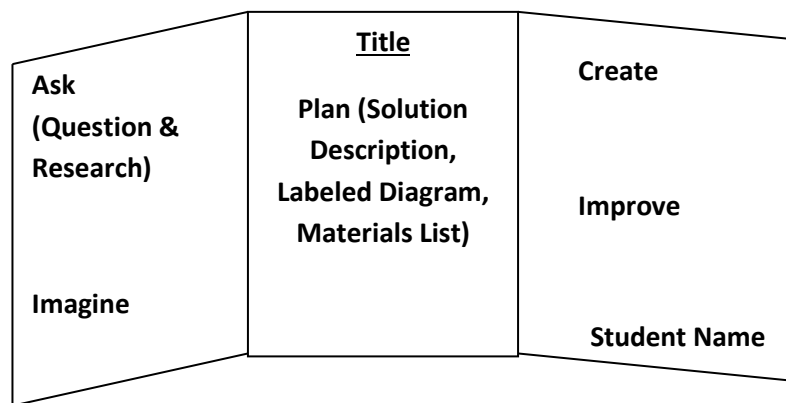 Ask
(Question &
Research)
Imagine
Title
Plan (Solution
Description,
Labeled Diagram,
Materials List)
Create
Improve
Student Name